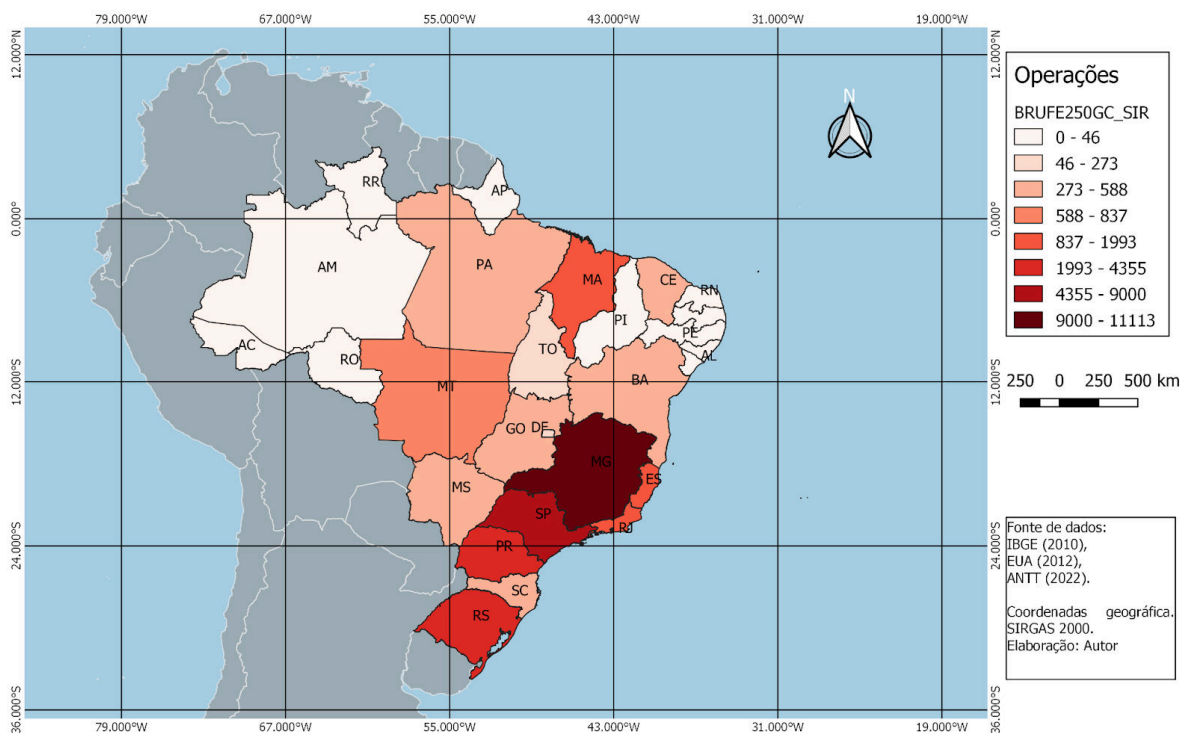 79.000°W 67.000°W 55.000°W 43.000°W 31.000°W 19.000°W
12.000°N 12.000°N
N
Operações
BRUFE250GC_SIR
0 - 46
46 - 273
273 - 588
588 - 837
837 - 1993
1993 - 4355
4355 - 9000
9000 - 11113
RR
AP
0.000° 0.000°
AM
PA
MA
CE
RN
PI
PE
AC
RO
TO
AL
12.000°S 12.000°S
MT
BA
250 0 250 500 km
GO
DF
MG
MS
ES
SP
RJ
24.000°S 24.000°S
PR
SC
RS
Fonte de dados:
IBGE (2010),
EUA (2012),
ANTT (2022).
Coordenadas geográfica.
SIRGAS 2000.
Elaboração: Autor
36.000°S 36.000°S
79.000°W 67.000°W 55.000°W 43.000°W 31.000°W 19.000°W